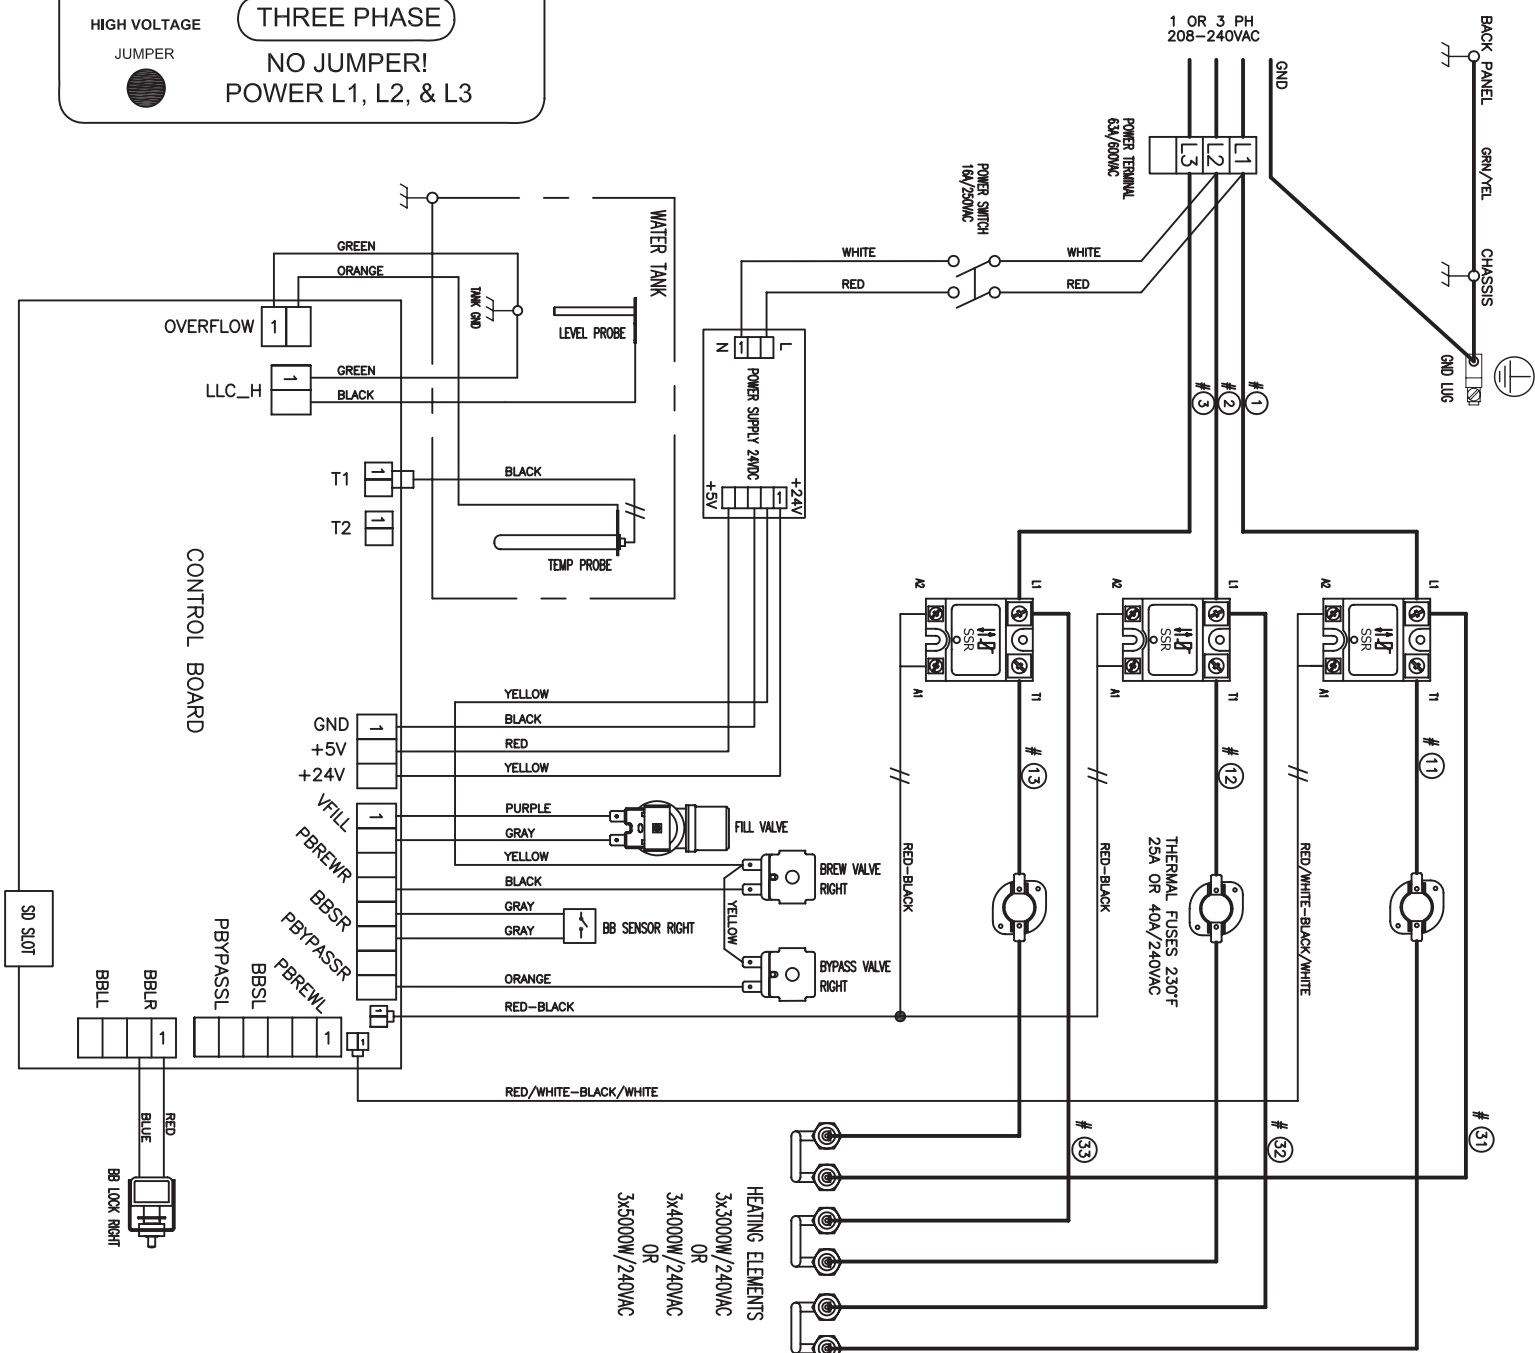 HIGH VOLTAGE
JUMPER
THREE PHASE
NO JUMPER!
POWER L1, L2, & L3
1 OR 3 PH
208-240VAC
GND
BACK PANEL
GRN/YEL
CHASSIS
GND LUG
L1
L2
L3
POWER TERMINAL
63A/600VAC
POWER SWITCH
16A/250VAC
WHITE
WHITE
RED
RED
#1
#2
#3
WATER TANK
GREEN
ORANGE
TANK GND
LEVEL PROBE
OVERFLOW
1
LLC_H
1
GREEN
BLACK
N
1
L
POWER SUPPLY 24VDC
+5V
1
+24V
T1
1
BLACK
T2
1
TEMP PROBE
CONTROL BOARD
A2
L1
SSR
A1
T1
A2
L1
SSR
A1
T1
A2
L1
SSR
A1
T1
#13
#12
#11
GND
1
+5V
+24V
YELLOW
BLACK
RED
YELLOW
VFILL
1
PBREWR
BBSR
PBYPASSR
PURPLE
GRAY
YELLOW
BLACK
GRAY
GRAY
ORANGE
RED-BLACK
FILL VALVE
BREW VALVE
RIGHT
YELLOW
BB SENSOR RIGHT
BYPASS VALVE
RIGHT
RED-BLACK
RED-BLACK
RED/WHITE-BLACK/WHITE
THERMAL FUSES 230°F
25A OR 40A/240VAC
SD SLOT
BBLL
BBLR
1
PBYPASSL
BBSL
PBREWL
1
1
1
RED/WHITE-BLACK/WHITE
RED
BLUE
BB LOCK RIGHT
#33
#32
#31
HEATING ELEMENTS
3x3000W/240VAC
OR
3x4000W/240VAC
OR
3x5000W/240VAC